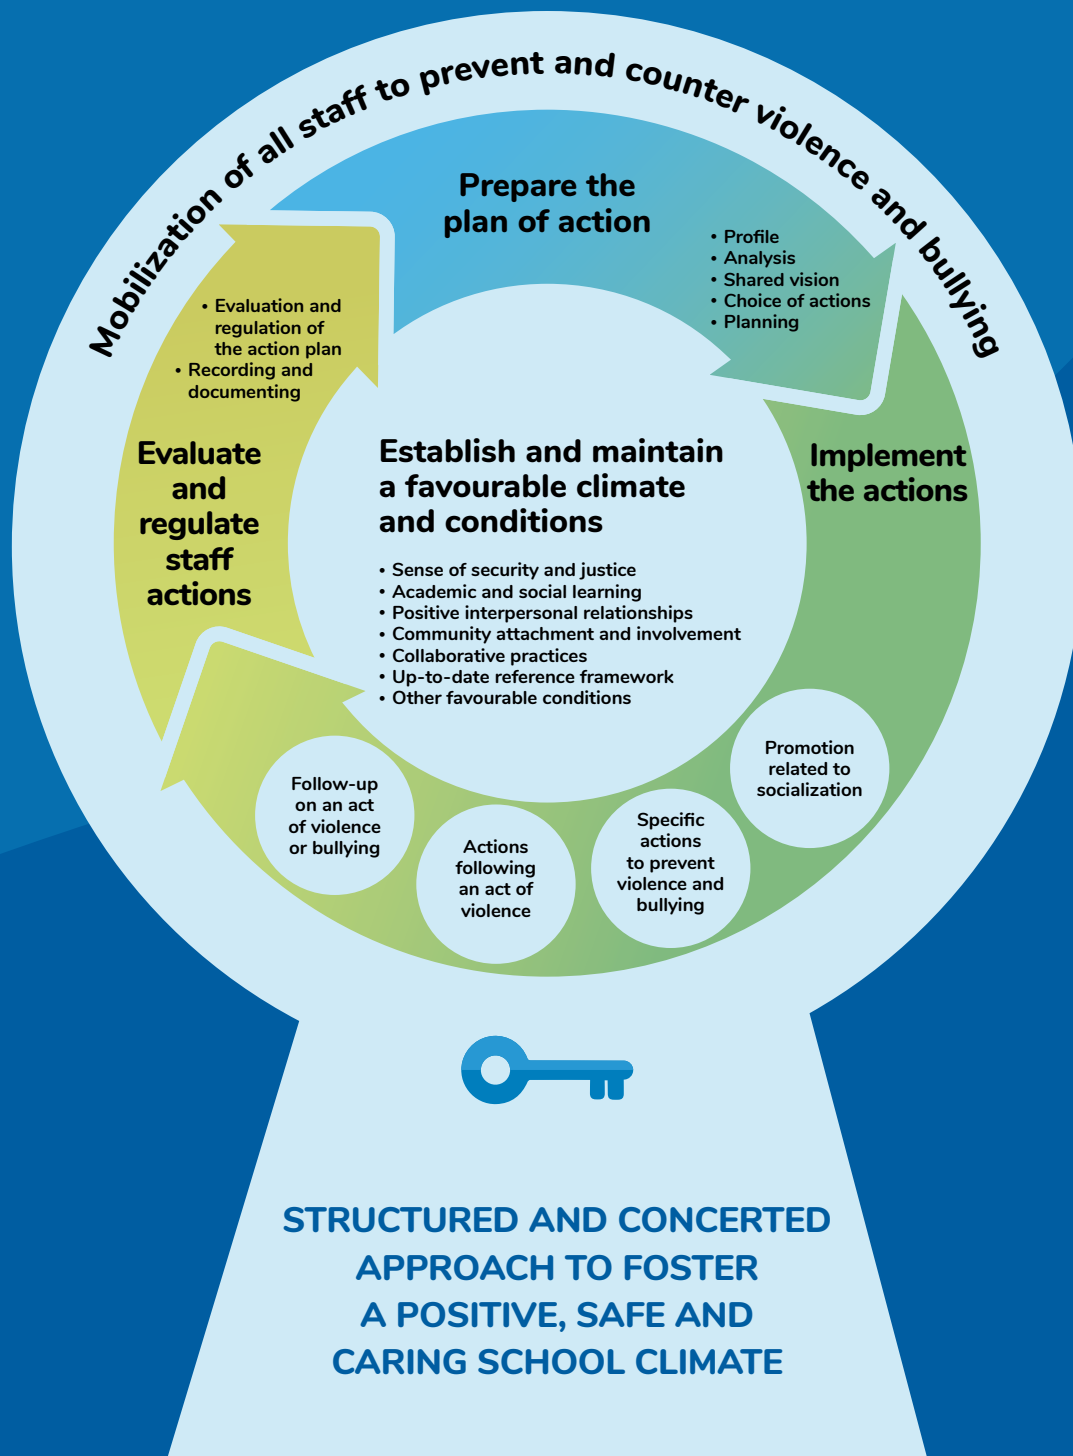 Mobilization of all staff to prevent and counter violence and bullying
Prepare the
plan of action
• Profile
• Analysis
• Shared vision
• Choice of actions
• Planning
Implement
the actions
Promotion
related to
socialization
Specific
actions
to prevent
violence and
bullying
Actions
following
an act of
violence
Follow-up
on an act
of violence
or bullying
Evaluate
and
regulate
staff
actions
• Evaluation and
regulation of
the action plan
• Recording and
documenting
Establish and maintain
a favourable climate
and conditions
• Sense of security and justice
• Academic and social learning
• Positive interpersonal relationships
• Community attachment and involvement
• Collaborative practices
• Up-to-date reference framework
• Other favourable conditions
STRUCTURED AND CONCERTED
APPROACH TO FOSTER
A POSITIVE, SAFE AND
CARING SCHOOL CLIMATE